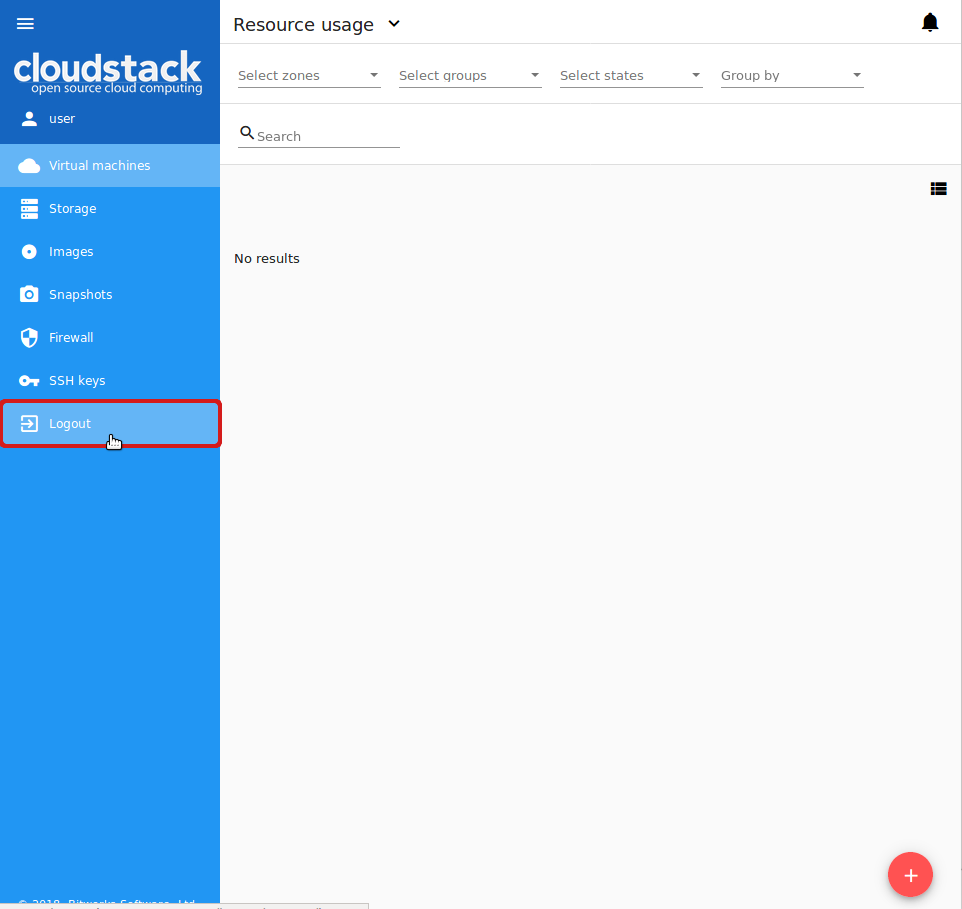 Resource usage
cloudstack
open source cloud computing
user
Select zones
Select groups
Select states
Group by
Search
Virtual machines
Storage
Images
Snapshots
Firewall
SSH keys
Logout
No results
+
© 2018, Bitworks Software, Ltd.